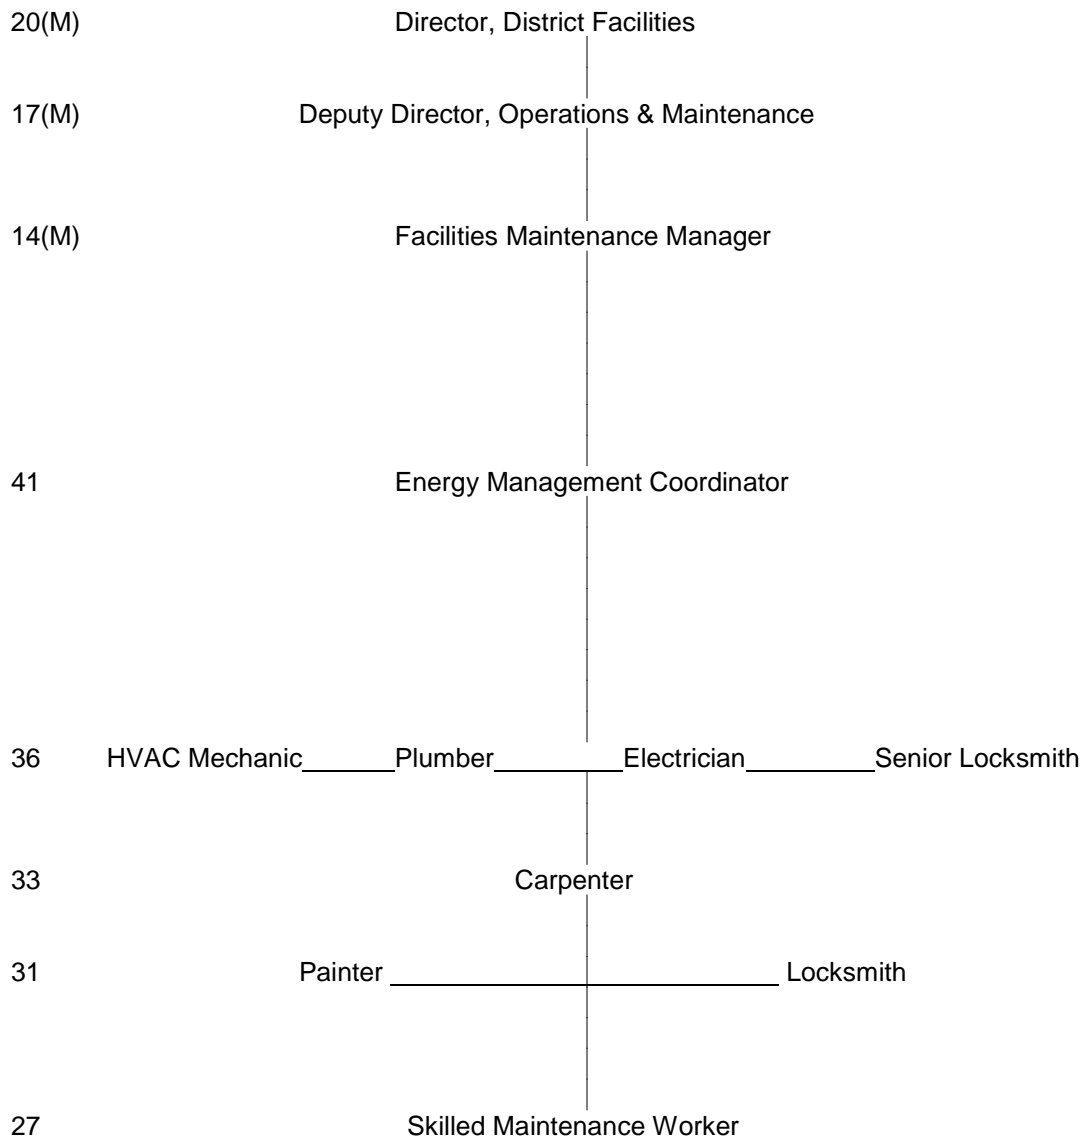 20(M) Director, District Facilities
17(M) Deputy Director, Operations & Maintenance
14(M) Facilities Maintenance Manager
41 Energy Management Coordinator
36 HVAC Mechanic Plumber Electrician Senior Locksmith
33 Carpenter
31 Painter Locksmith
27 Skilled Maintenance Worker